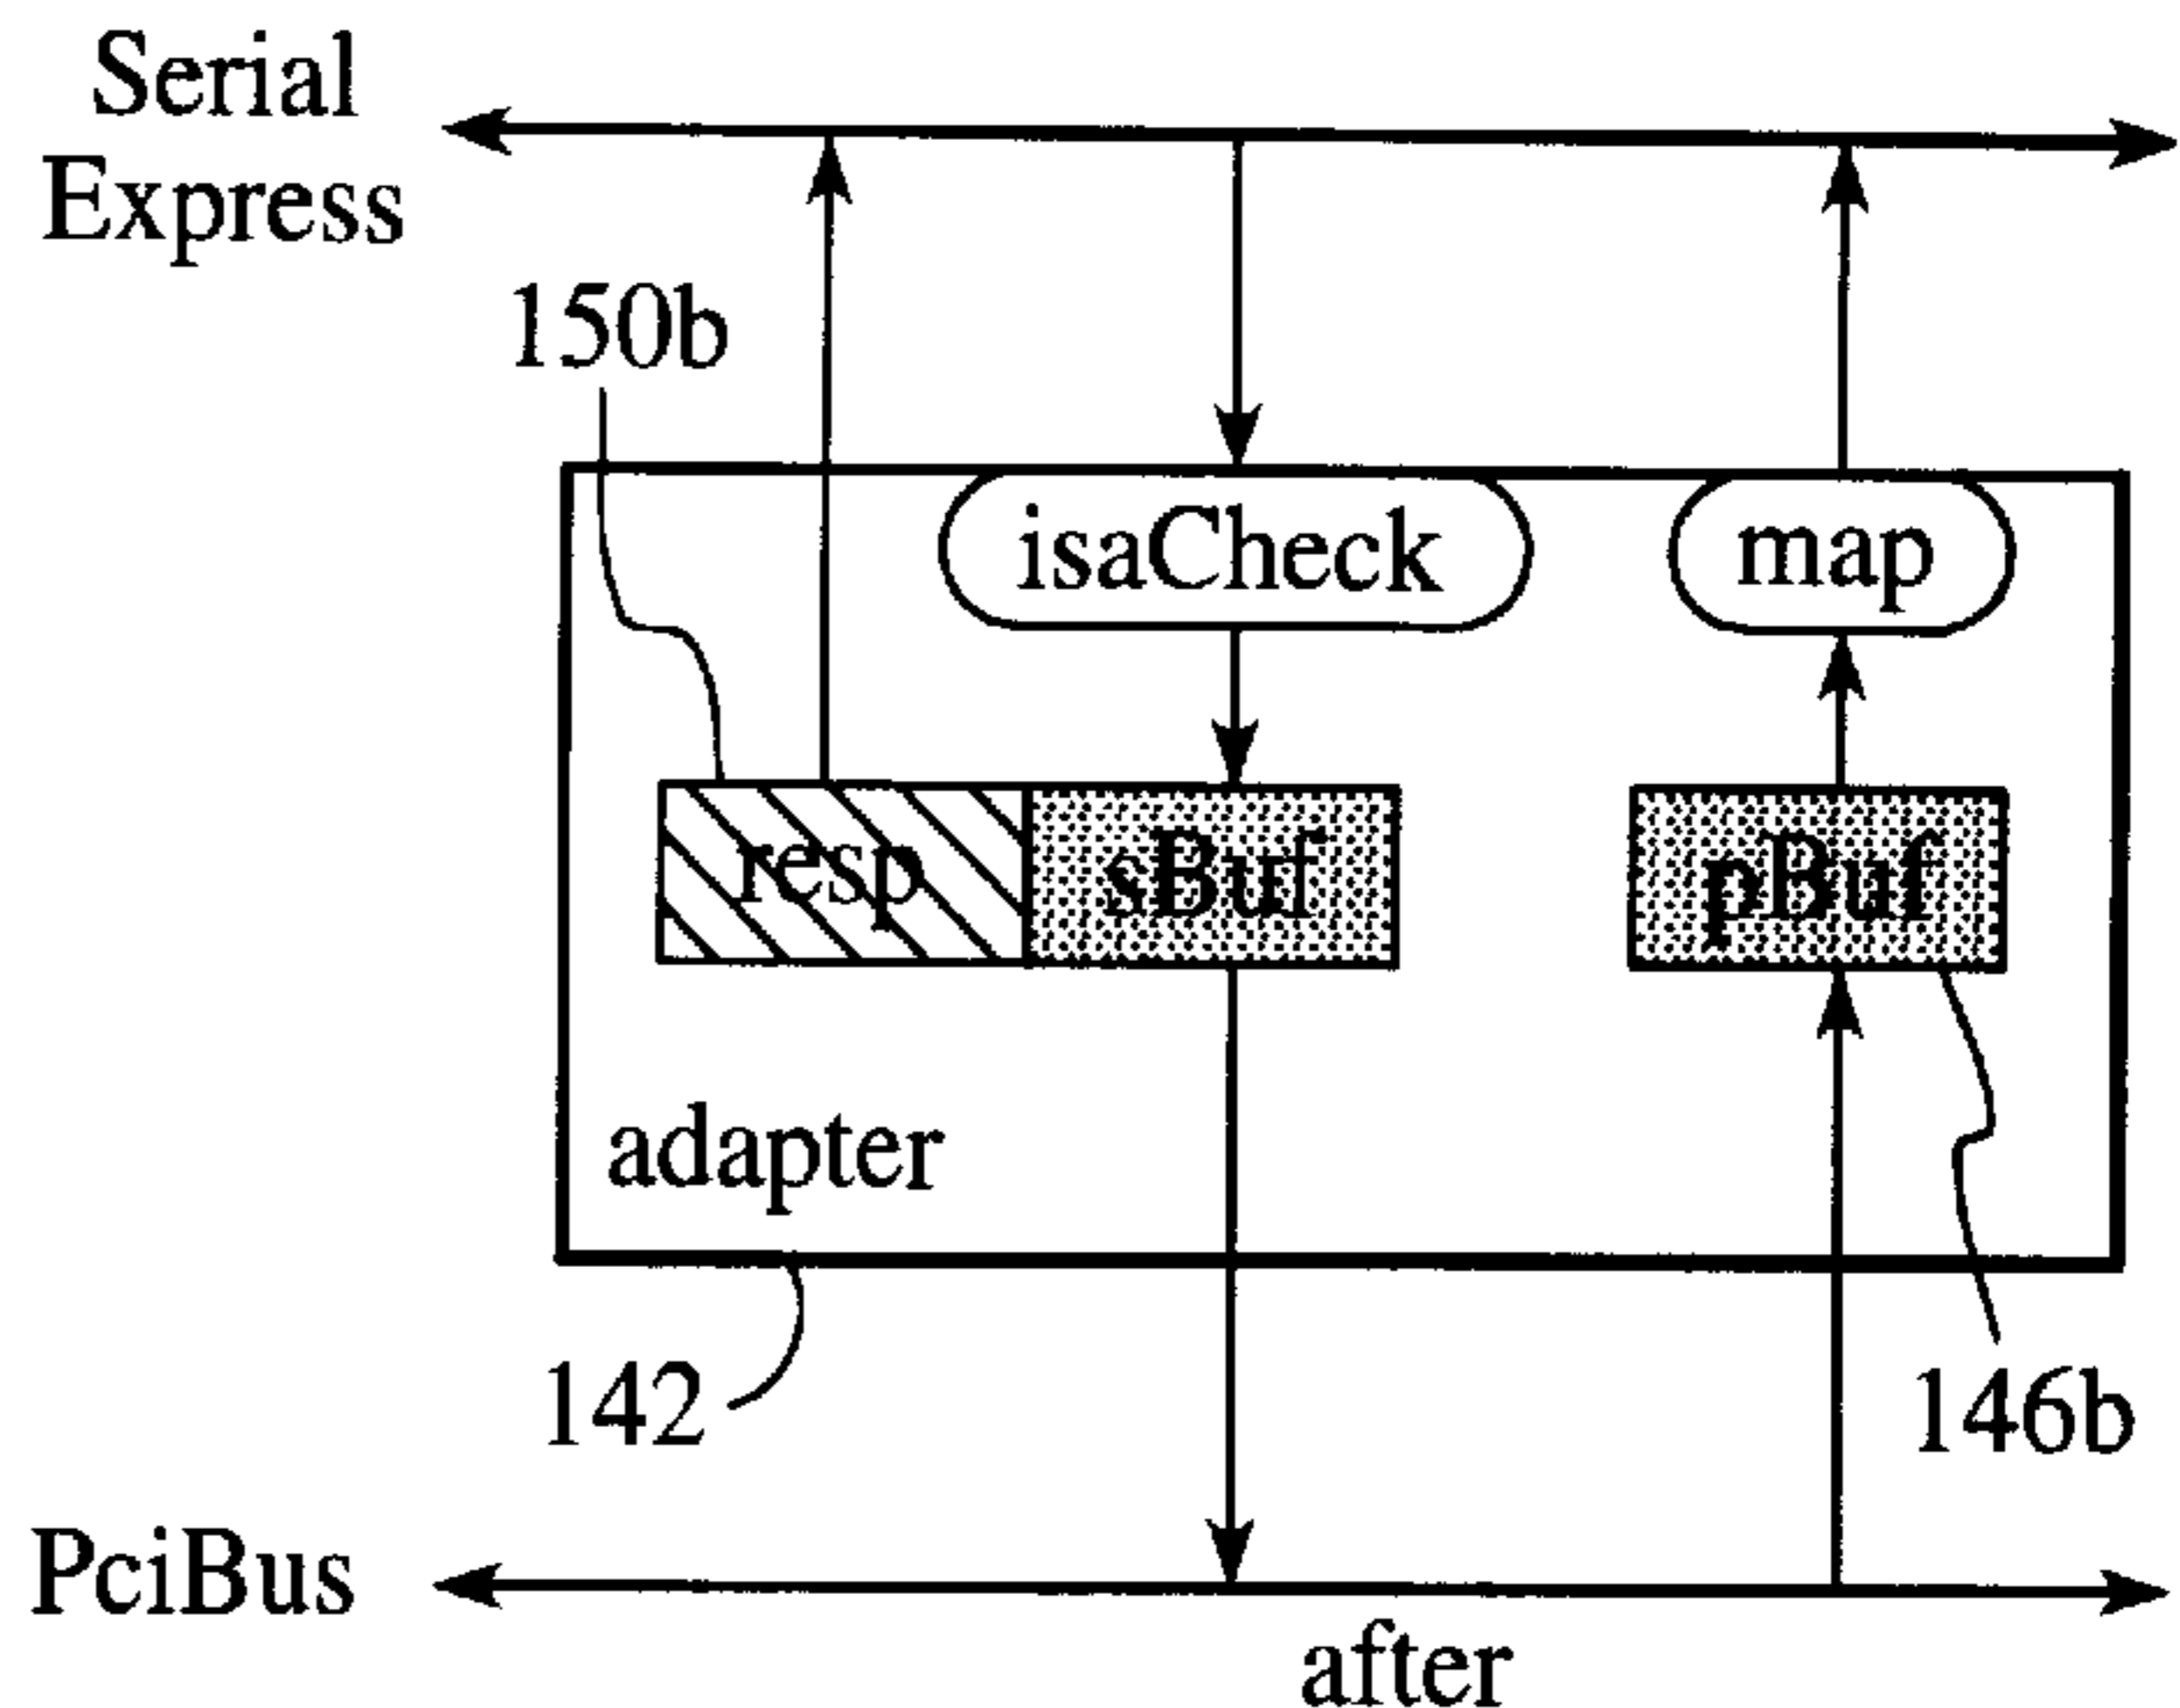 Serial
Express
150b
isaCheck
map
resp
sBuf
pBuf
adapter
142
146b
PciBus
after